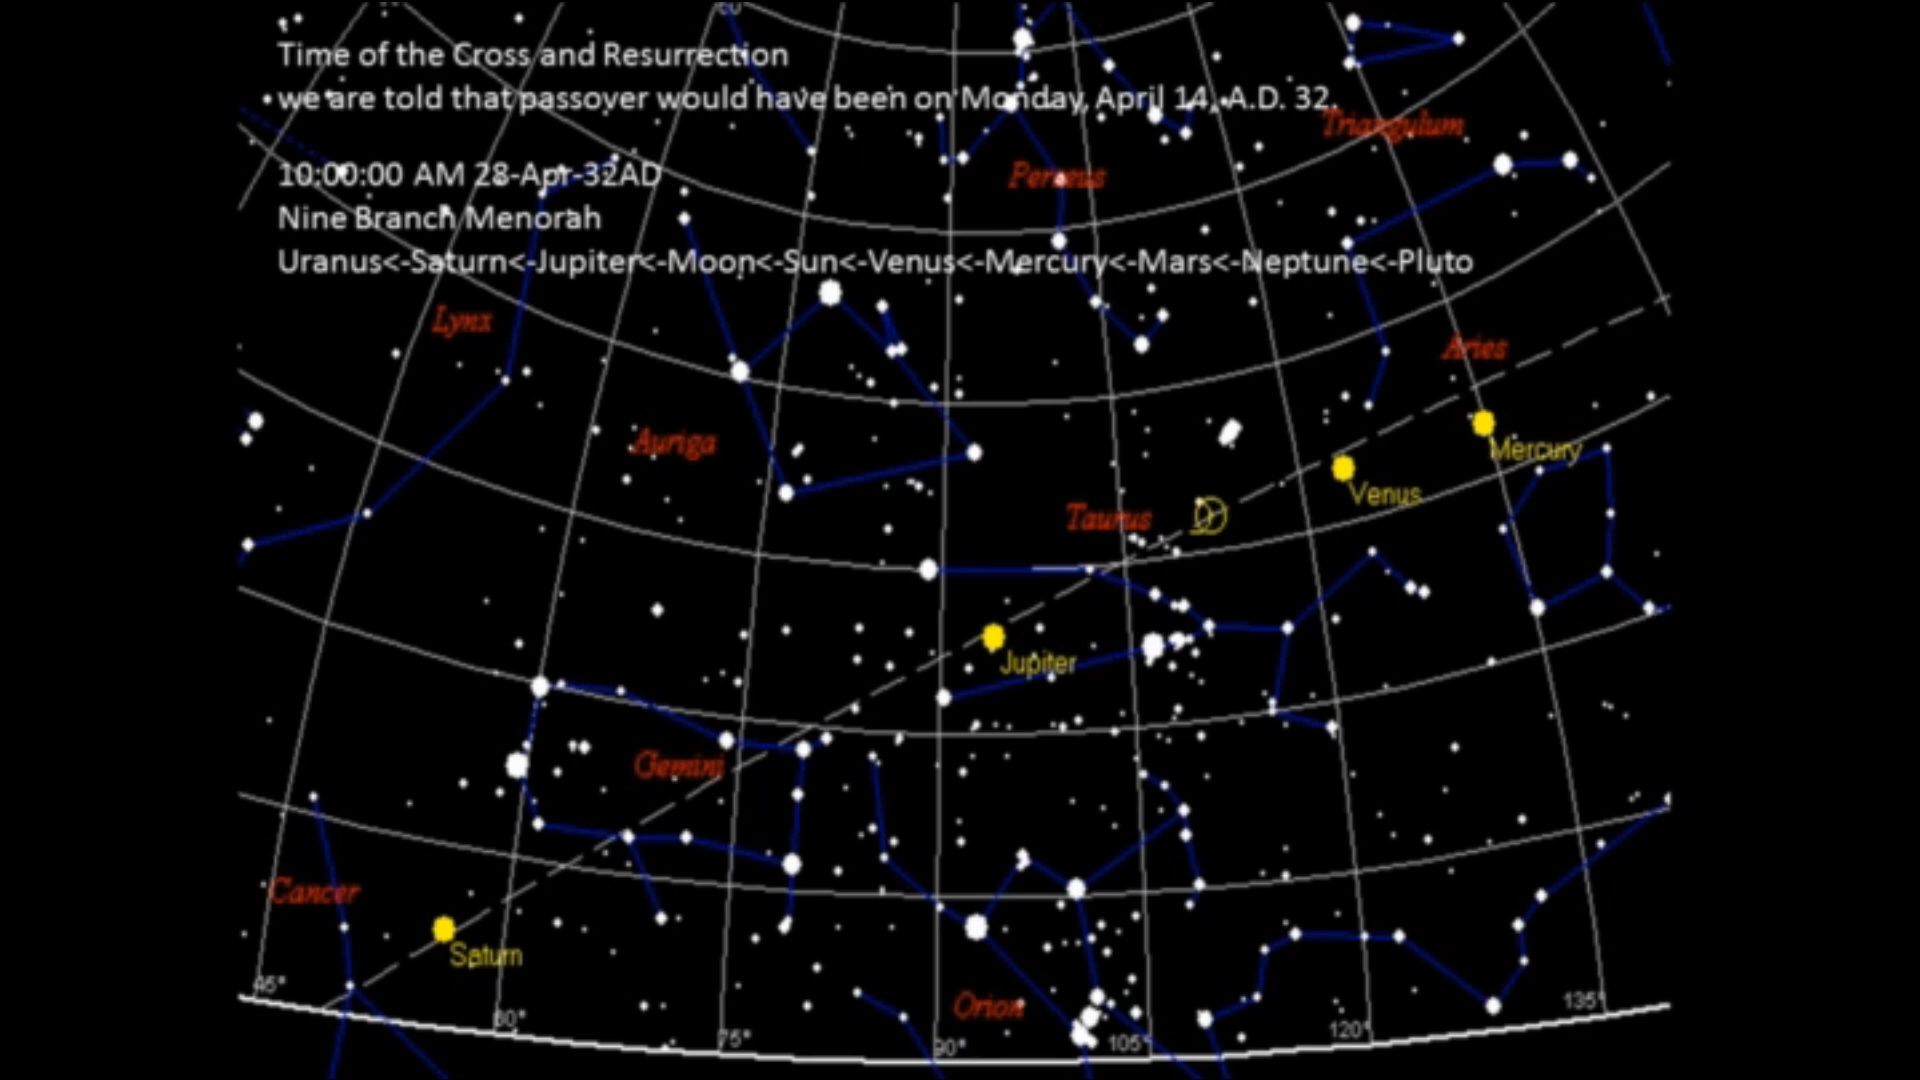 Time of the Cross and Resurrection
we are told that passover would have been on Monday, April 14, A.D. 32.
Triangulum
Perseus
10:00:00 AM 28-Apr-32AD
Nine Branch Menorah
Uranus<-Saturn<-Jupiter<-Moon<-Sun<-Venus<-Mercury<-Mars<-Neptune<-Pluto
Lynx
Aries
Auriga
Mercury
Venus
Taurus
Jupiter
Gemini
Cancer
Saturn
Orion
45°
60°
75°
90°
105°
120°
135°